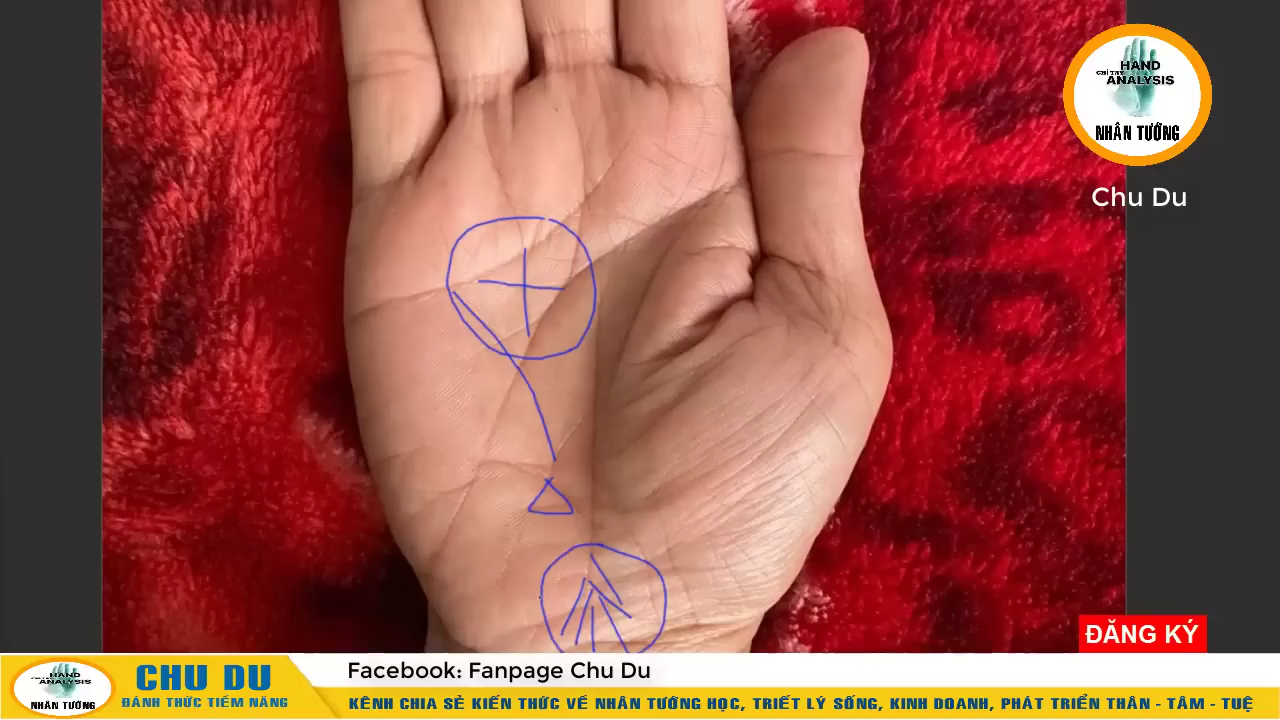 HAND
CHỈ TAY
ANALYSIS
NHÂN TƯỚNG
Chu Du
ĐĂNG KÝ
HAND
ANALYSIS
NHÂN TƯỚNG
CHU DU
ĐÁNH THỨC TIỀM NĂNG
Facebook: Fanpage Chu Du
KÊNH CHIA SẺ KIẾN THỨC VỀ NHÂN TƯỚNG HỌC, TRIẾT LÝ SỐNG, KINH DOANH, PHÁT TRIỂN THÂN - TÂM - TUỆ